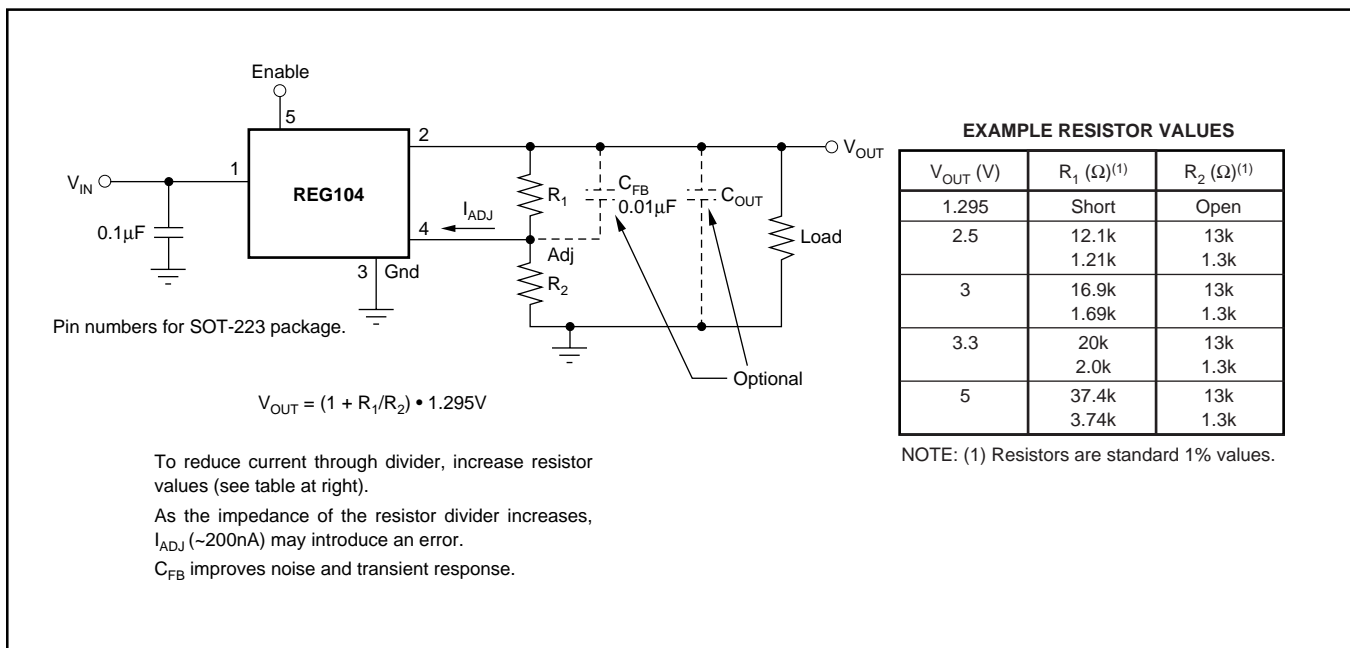 Enable
5
2
V_OUT
V_IN
1
REG104
R_1
C_FB
0.01µF
C_OUT
I_ADJ
0.1µF
4
Load
Adj
3 Gnd
R_2
Pin numbers for SOT-223 package.
Optional
V_OUT = (1 + R_1/R_2) • 1.295V
To reduce current through divider, increase resistor
values (see table at right).
As the impedance of the resistor divider increases,
I_ADJ (~200nA) may introduce an error.
C_FB improves noise and transient response.
EXAMPLE RESISTOR VALUES
V_OUT (V) R_1 (Ω)(1) R_2 (Ω)(1)
1.295 Short Open
2.5 12.1k 13k
1.21k 1.3k
3 16.9k 13k
1.69k 1.3k
3.3 20k 13k
2.0k 1.3k
5 37.4k 13k
3.74k 1.3k
NOTE: (1) Resistors are standard 1% values.